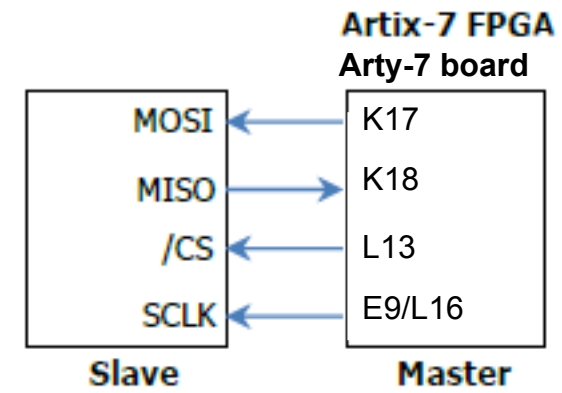 Artix-7 FPGA
Arty-7 board
MOSI K17
MISO K18
/CS L13
SCLK E9/L16
Slave Master